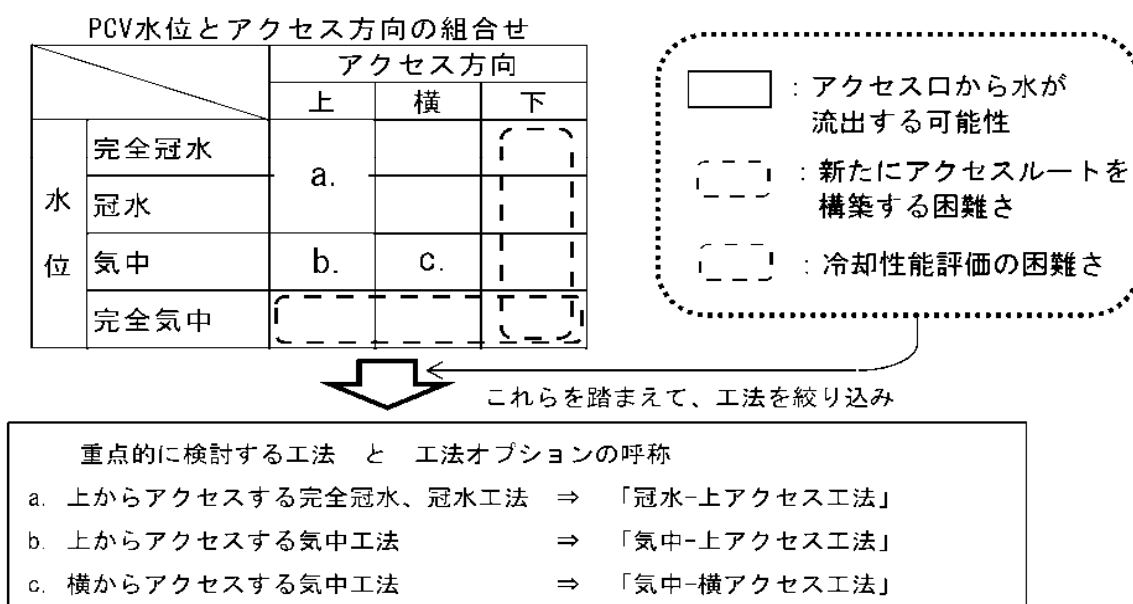 PCV水位とアクセス方向の組合せ
アクセス方向
上 横 下
水位
完全冠水
冠水
気中
完全気中
a.
b. c.
：アクセス口から水が
流出する可能性
：新たにアクセスルートを
構築する困難さ
：冷却性能評価の困難さ
これらを踏まえて、工法を絞り込み
重点的に検討する工法 と 工法オプションの呼称
a. 上からアクセスする完全冠水、冠水工法 ⇒ 「冠水-上アクセス工法」
b. 上からアクセスする気中工法 ⇒ 「気中-上アクセス工法」
c. 横からアクセスする気中工法 ⇒ 「気中-横アクセス工法」